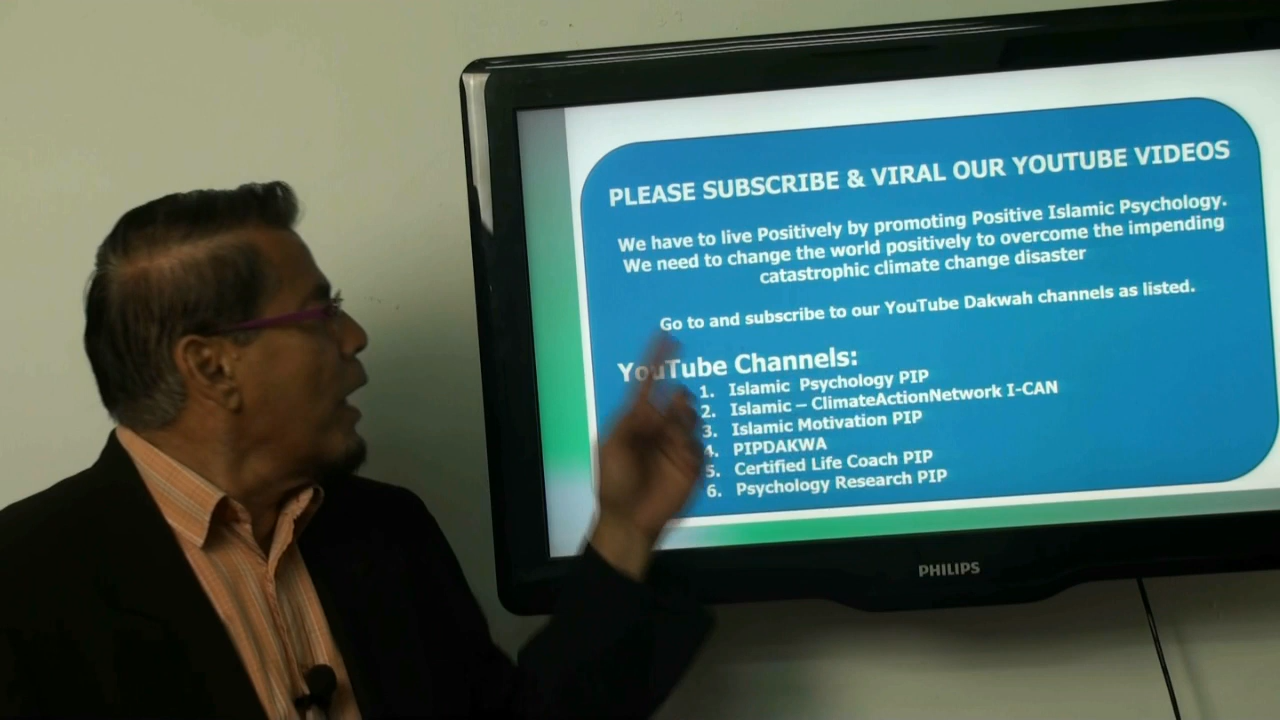 PLEASE SUBSCRIBE & VIRAL OUR YOUTUBE VIDEOS
We have to live Positively by promoting Positive Islamic Psychology.
We need to change the world positively to overcome the impending
catastrophic climate change disaster
Go to and subscribe to our YouTube Dakwah channels as listed.
YouTube Channels:
1. Islamic Psychology PIP
2. Islamic – ClimateActionNetwork I-CAN
3. Islamic Motivation PIP
4. PIPDAKWA
5. Certified Life Coach PIP
6. Psychology Research PIP
PHILIPS